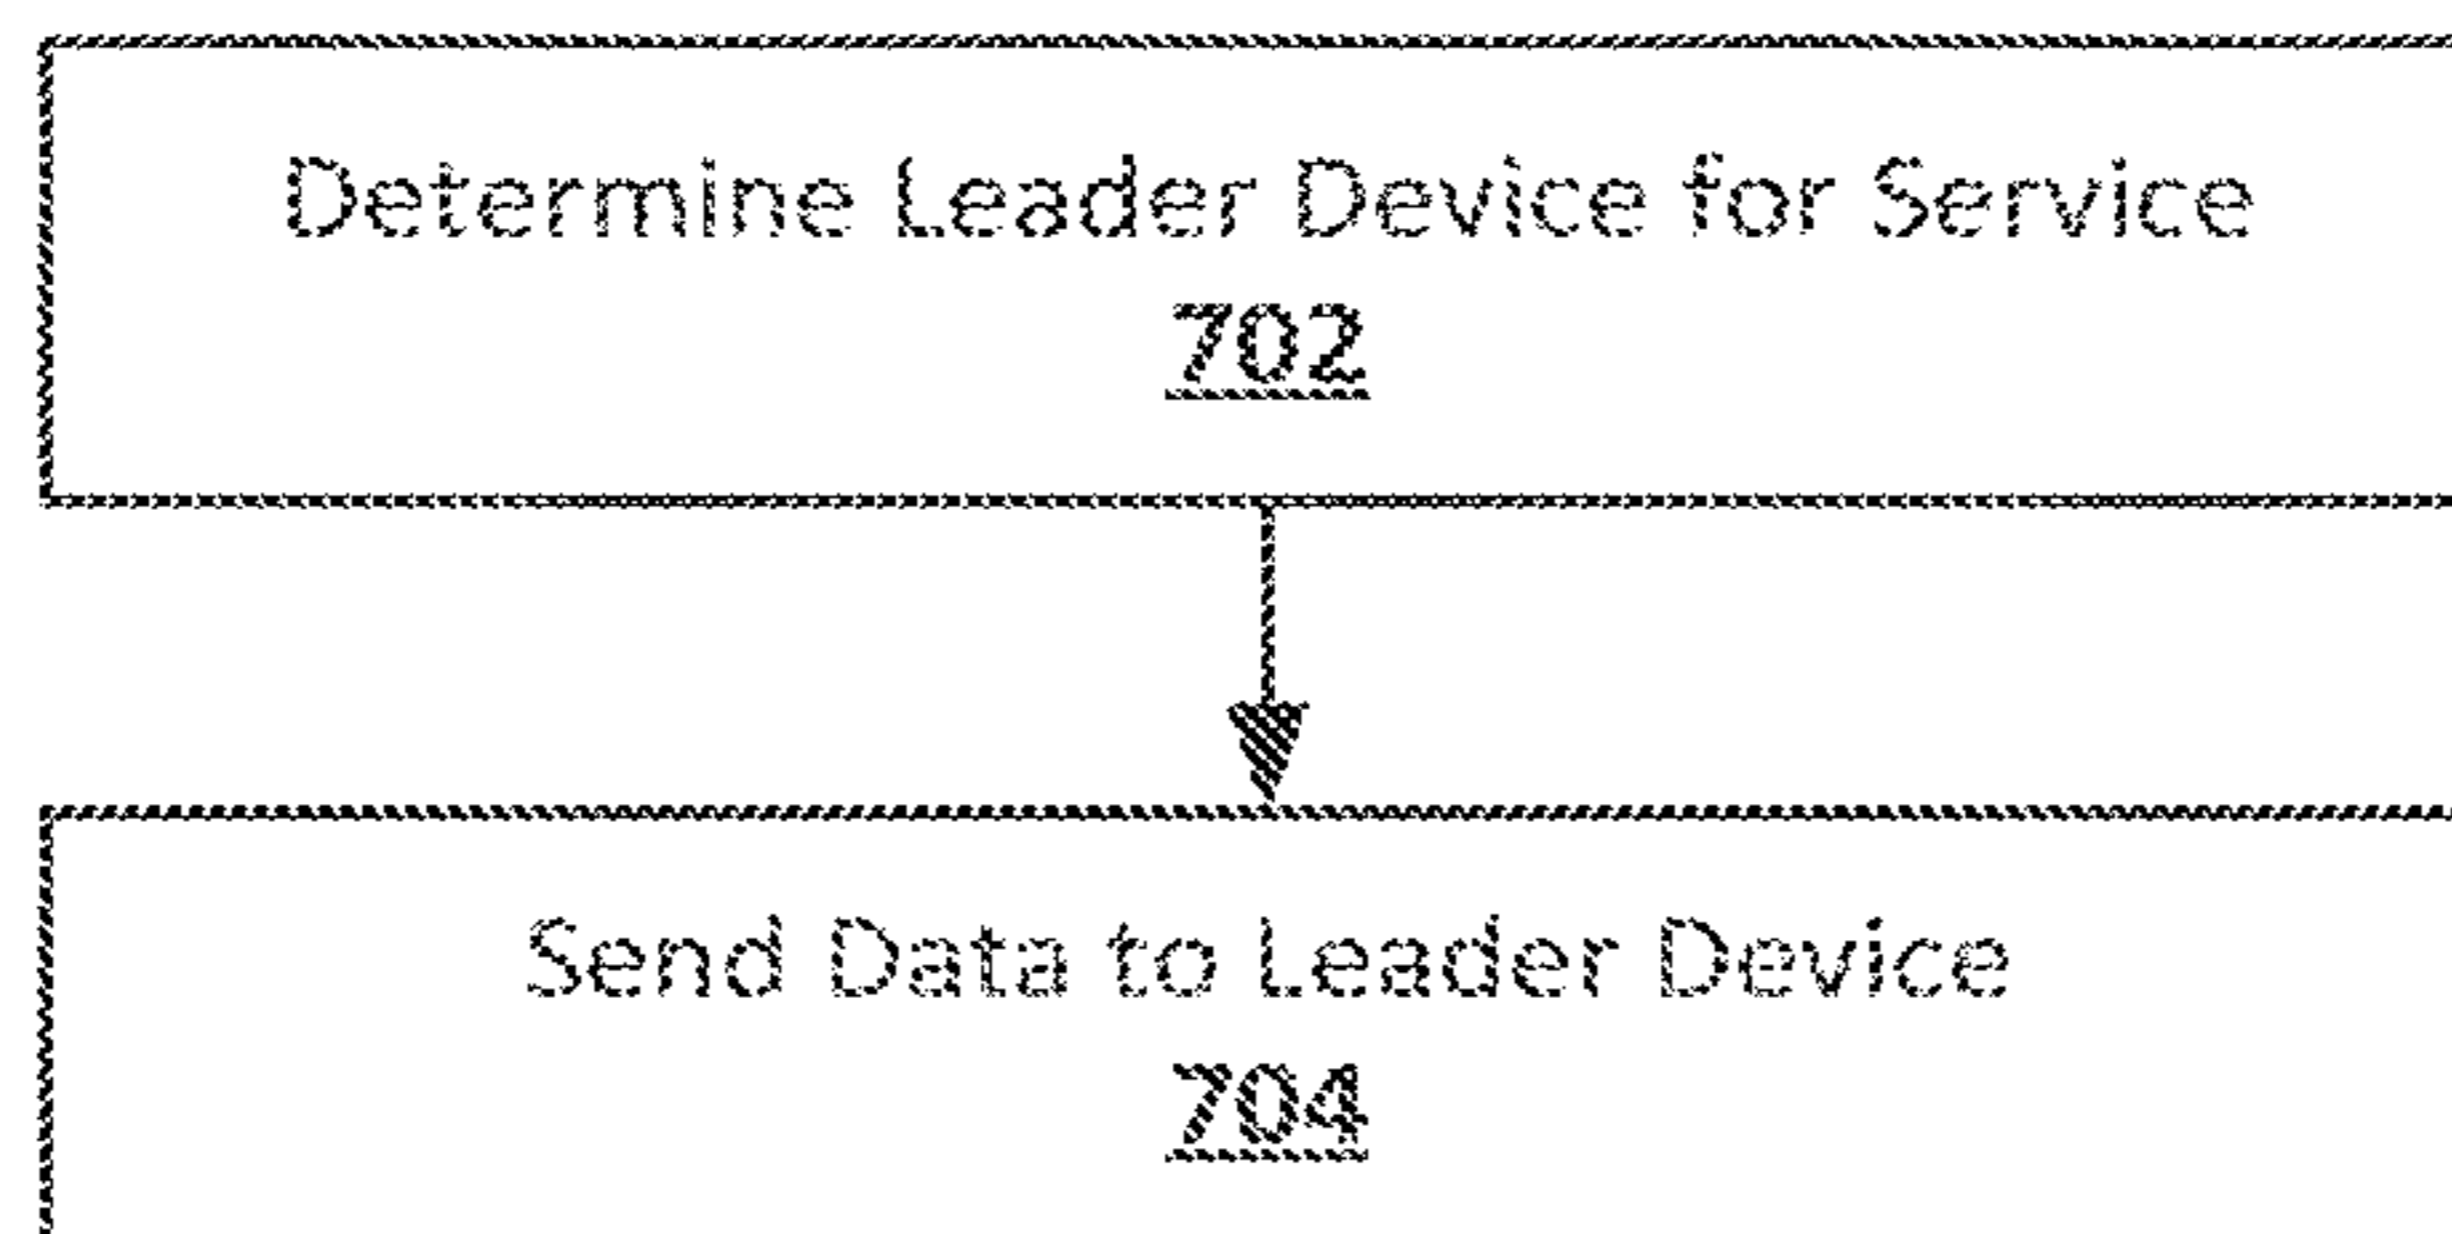 Determine Leader Device for Service
702
Send Data to Leader Device
704